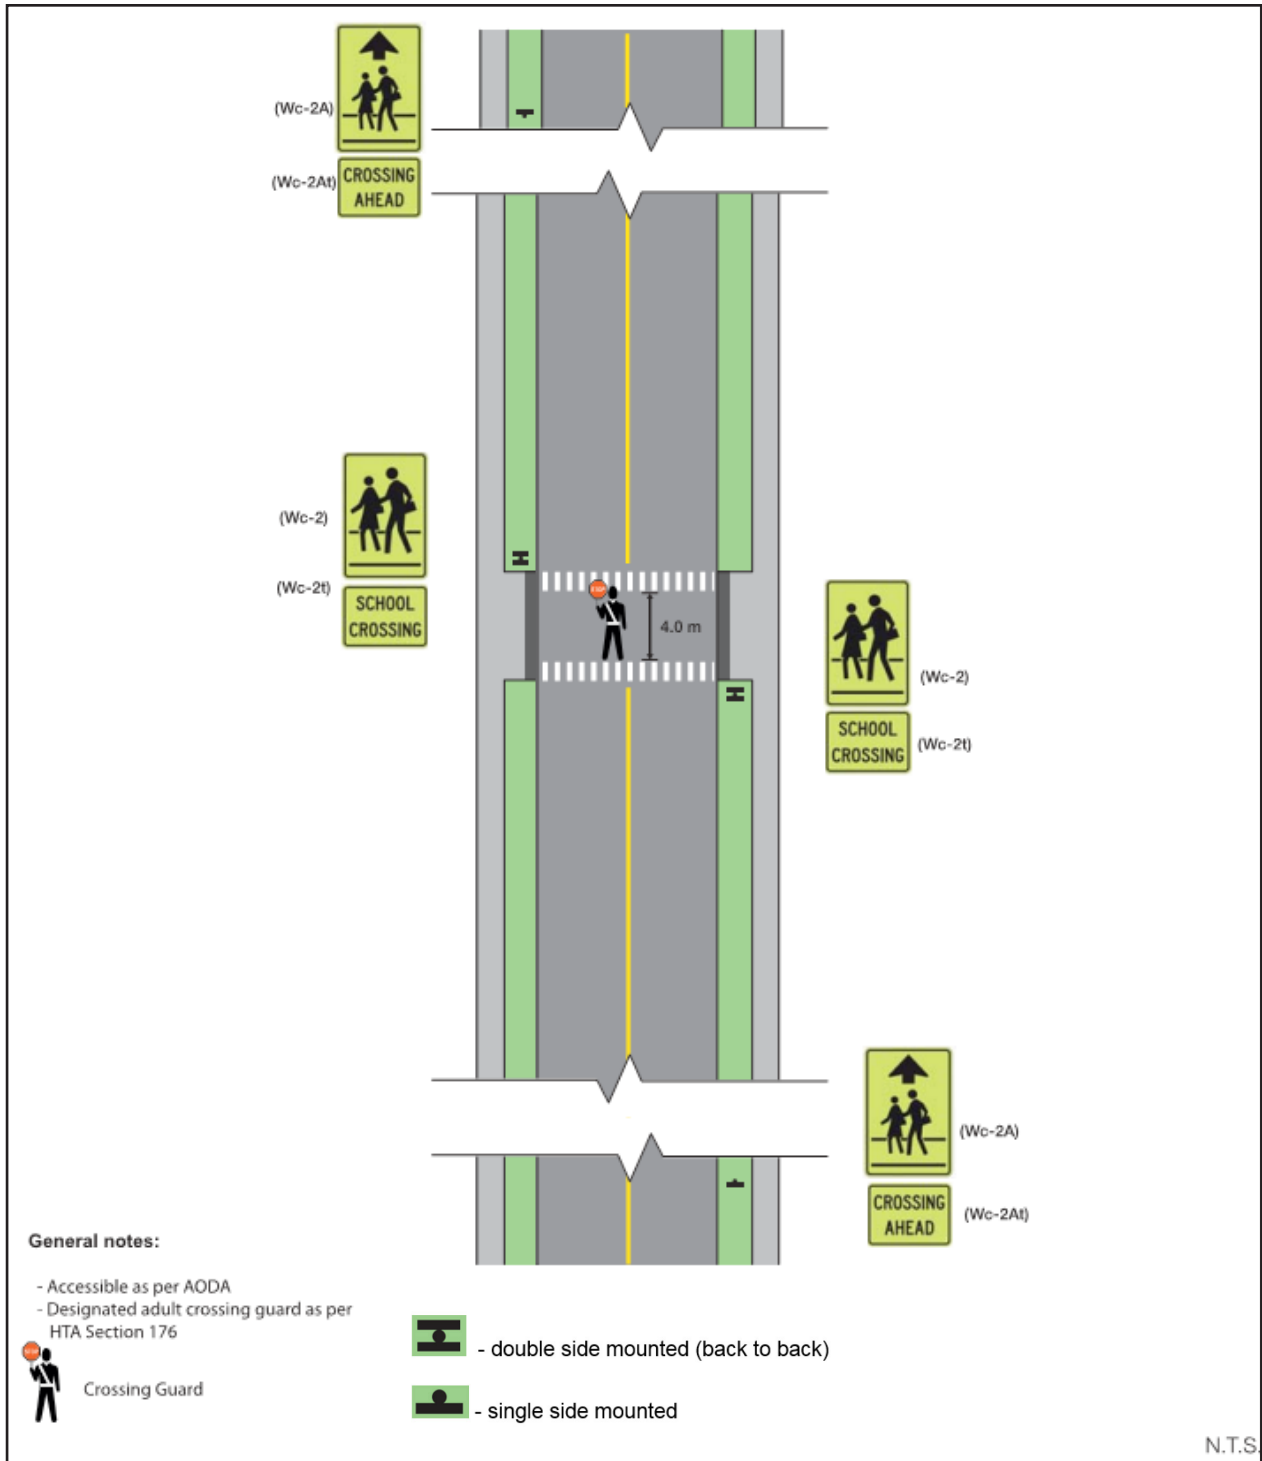 (Wc-2A)
(Wc-2At)
CROSSING
AHEAD
(Wc-2)
(Wc-2t)
SCHOOL
CROSSING
STOP
4.0 m
(Wc-2)
SCHOOL
CROSSING
(Wc-2t)
(Wc-2A)
CROSSING
AHEAD
(Wc-2At)
General notes:
- Accessible as per AODA
- Designated adult crossing guard as per
HTA Section 176
STOP
Crossing Guard
- double side mounted (back to back)
- single side mounted
N.T.S.